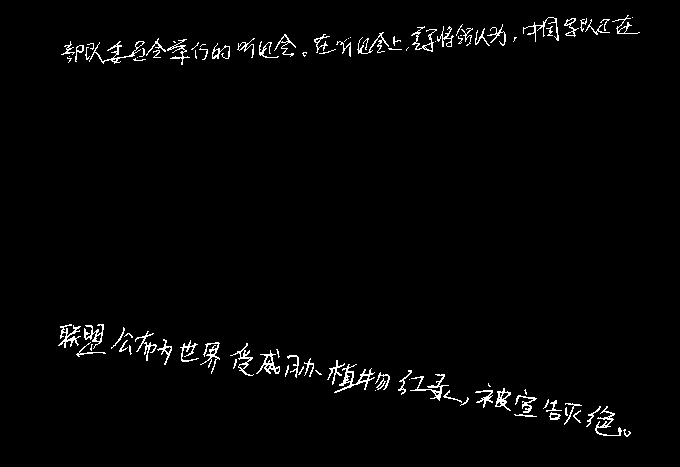 部队委员会举行的听证会。在听证会上,高将领认为,中国军队正在
联盟公布为世界受威胁植物红录,被宣告灭绝。